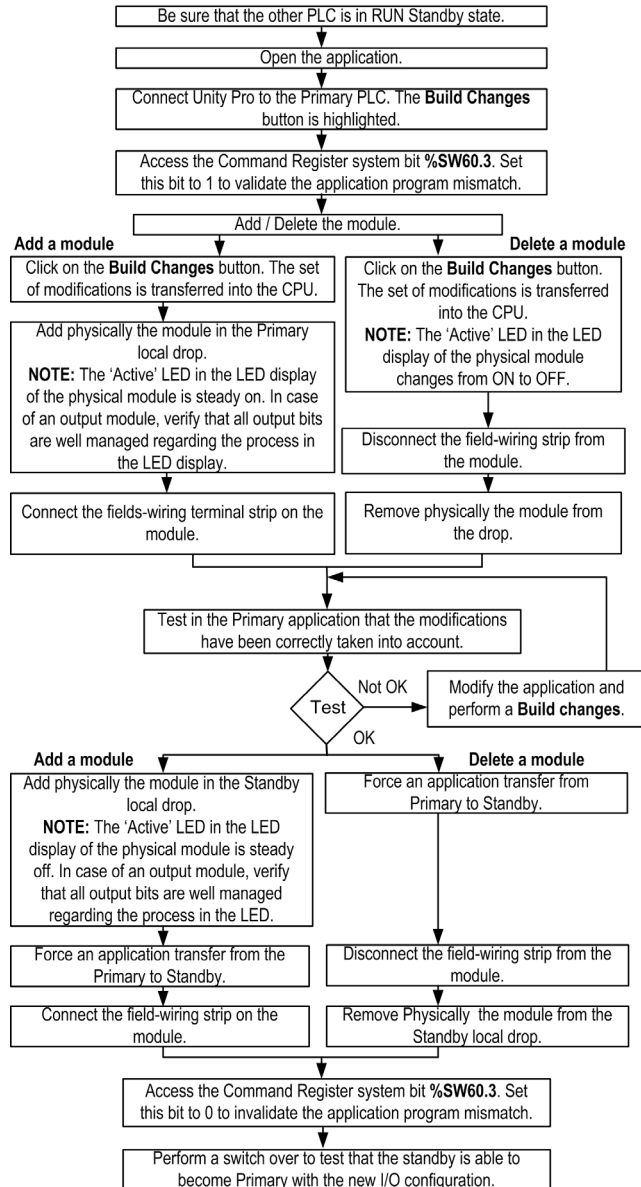 Be sure that the other PLC is in RUN Standby state.
Open the application.
Connect Unity Pro to the Primary PLC. The Build Changes
button is highlighted.
Access the Command Register system bit %SW60.3. Set
this bit to 1 to validate the application program mismatch.
Add / Delete the module.
Add a module
Click on the Build Changes button. The set
of modifications is transferred into the CPU.
Add physically the module in the Primary
local drop.
NOTE: The 'Active' LED in the LED display
of the physical module is steady on. In case
of an output module, verify that all output bits
are well managed regarding the process in
the LED display.
Connect the fields-wiring terminal strip on the
module.
Delete a module
Click on the Build Changes button.
The set of modifications is transferred
into the CPU.
NOTE: The 'Active' LED in the LED
display of the physical module
changes from ON to OFF.
Disconnect the field-wiring strip from
the module.
Remove physically the module from
the drop.
Test in the Primary application that the modifications
have been correctly taken into account.
Test
Not OK
Modify the application and
perform a Build changes.
OK
Add a module
Add physically the module in the Standby
local drop.
NOTE: The 'Active' LED in the LED
display of the physical module is steady
off. In case of an output module, verify
that all output bits are well managed
regarding the process in the LED.
Force an application transfer from the
Primary to Standby.
Connect the field-wiring strip on the
module.
Delete a module
Force an application transfer from
Primary to Standby.
Disconnect the field-wiring strip from the
module.
Remove Physically the module from the
Standby local drop.
Access the Command Register system bit %SW60.3. Set
this bit to 0 to invalidate the application program mismatch.
Perform a switch over to test that the standby is able to
become Primary with the new I/O configuration.